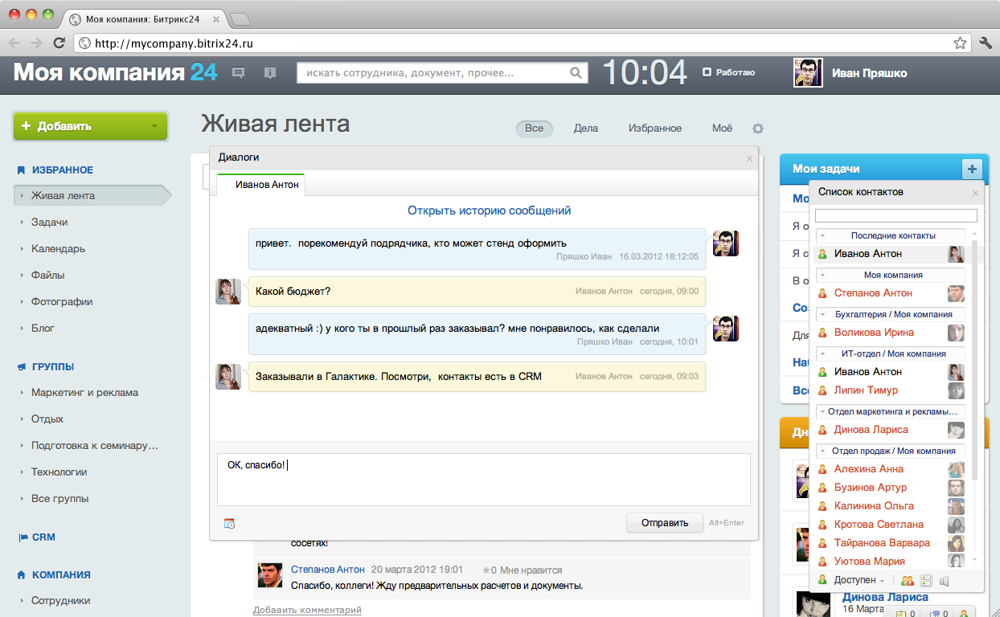 Моя компания: Битрикс24
http://mycompany.bitrix24.ru
Моя компания 24
искать сотрудника, документ, прочее...
10:04
Работаю
Иван Пряшко
Добавить
ИЗБРАННОЕ
Живая лента
Задачи
Календарь
Файлы
Фотографии
Блог
ГРУППЫ
Маркетинг и реклама
Отдых
Подготовка к семинару...
Технологии
Все группы
CRM
КОМПАНИЯ
Сотрудники
Живая лента
Все
Дела
Избранное
Моё
Диалоги
Иванов Антон
Открыть историю сообщений
привет. порекомендуй подрядчика, кто может стенд оформить
Пряшко Иван 16.03.2012 18:12:05
Какой бюджет?
Иванов Антон сегодня, 09:00
адекватный :) у кого ты в прошлый раз заказывал? мне понравилось, как сделали
Пряшко Иван сегодня, 10:01
Заказывали в Галактике. Посмотри, контакты есть в CRM
Иванов Антон сегодня, 09:03
ОК, спасибо!
Отправить
Alt+Enter
сосетях!
Степанов Антон 20 марта 2012 19:01 0 Мне нравится
Спасибо, коллеги! Жду предварительных расчетов и документы.
Добавить комментарий
Мои задачи
Мо
Я о
Я с
В о
Со
Для
На
Все
Дн
Список контактов
Последние контакты
Иванов Антон
Моя компания
Степанов Антон
Бухгалтерия / Моя компания
Воликова Ирина
ИТ-отдел / Моя компания
Иванов Антон
Липин Тимур
Отдел маркетинга и рекламы...
Динова Лариса
Отдел продаж / Моя компания
Алехина Анна
Бузинов Артур
Калинина Ольга
Кротова Светлана
Тайранова Варвара
Уютова Мария
Доступен
Динова Лариса
16 Марта
0
0